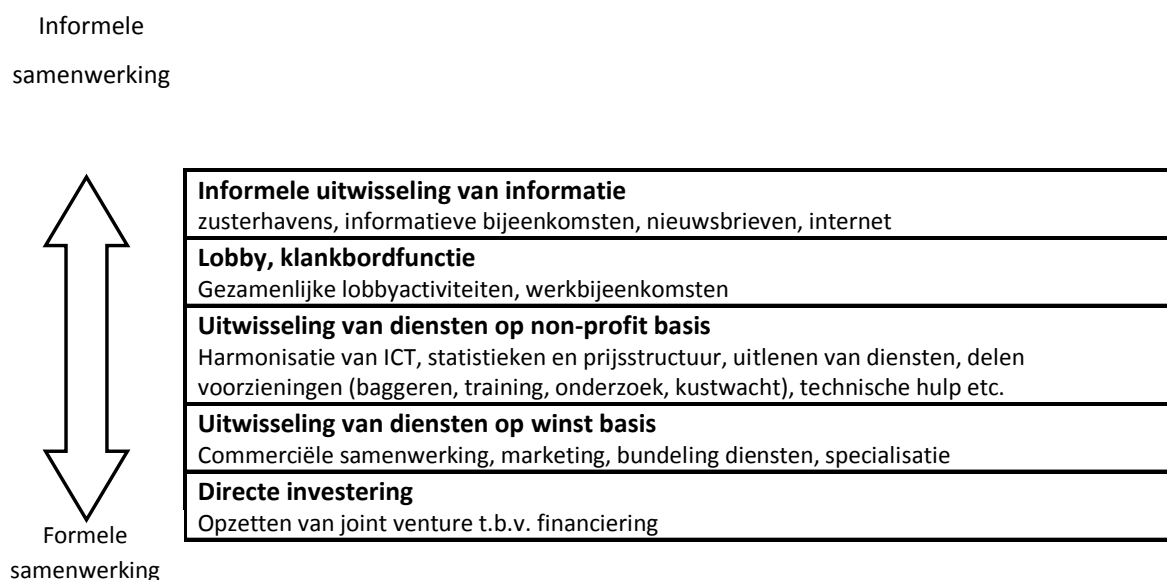 Informele
samenwerking
Informele uitwisseling van informatie
zusterhavens, informatieve bijeenkomsten, nieuwsbrieven, internet
Lobby, klankbordfunctie
Gezamenlijke lobbyactiviteiten, werkbijeenkomsten
Uitwisseling van diensten op non-profit basis
Harmonisatie van ICT, statistieken en prijsstructuur, uitlenen van diensten, delen
voorzieningen (baggeren, training, onderzoek, kustwacht), technische hulp etc.
Uitwisseling van diensten op winst basis
Commerciële samenwerking, marketing, bundeling diensten, specialisatie
Directe investering
Opzetten van joint venture t.b.v. financiering
Formele
samenwerking